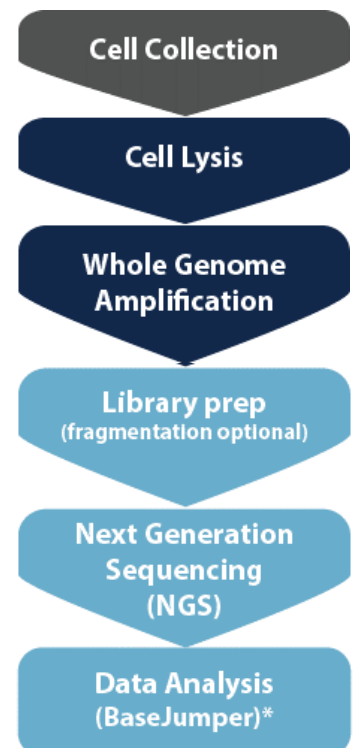 Cell Collection
Cell Lysis
Whole Genome
Amplification
Library prep
(fragmentation optional)
Next Generation
Sequencing
(NGS)
Data Analysis
(BaseJumper)*